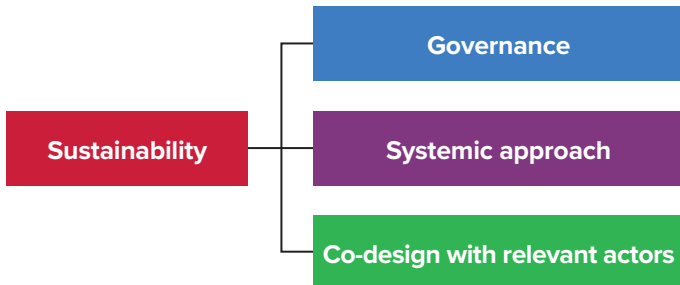 Governance
Sustainability
Systemic approach
Co-design with relevant actors